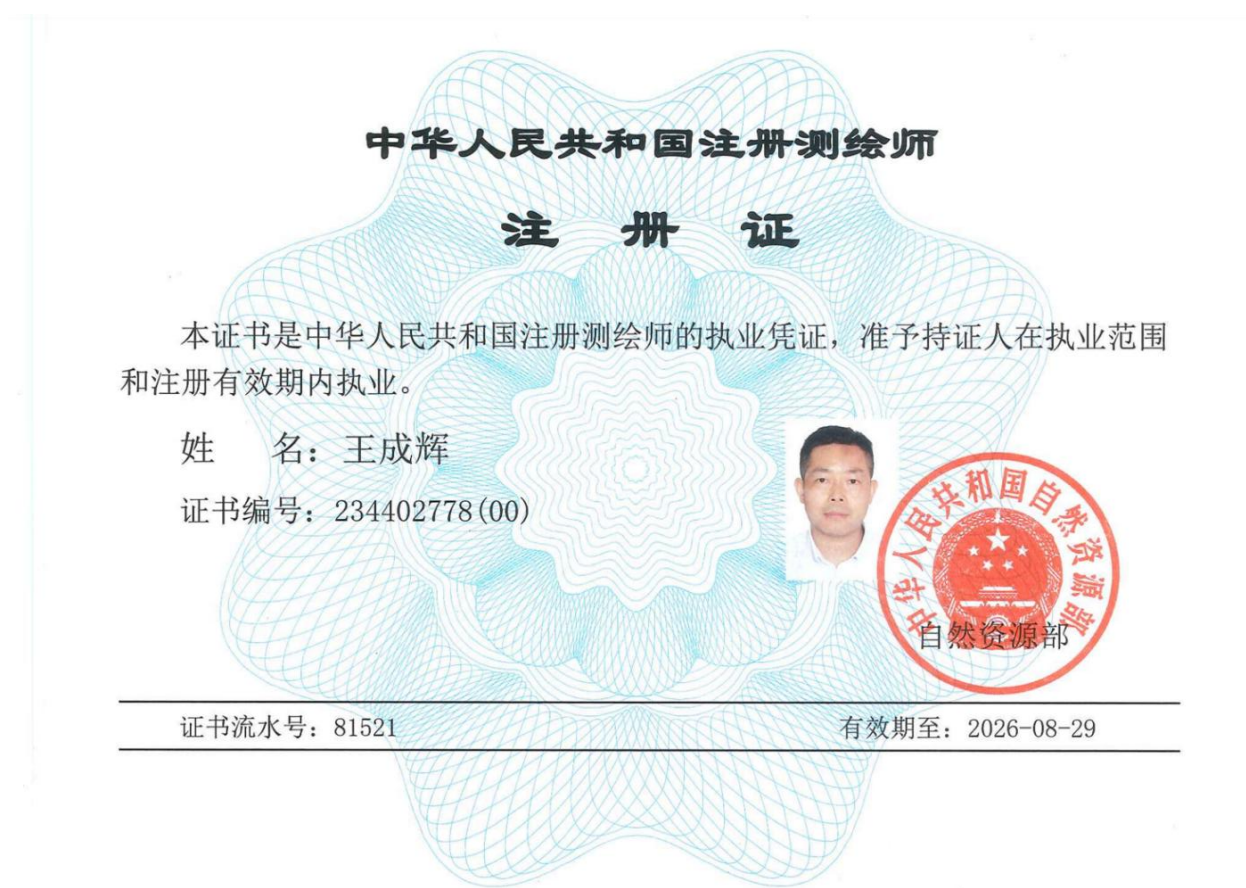 中华人民共和国注册测绘师
注 册 证
本证书是中华人民共和国注册测绘师的执业凭证，准予持证人在执业范围
和注册有效期内执业。
姓 名：王成辉
证书编号：234402778(00)
中华人民共和国自然资源部
自然资源部
证书流水号：81521 有效期至：2026-08-29